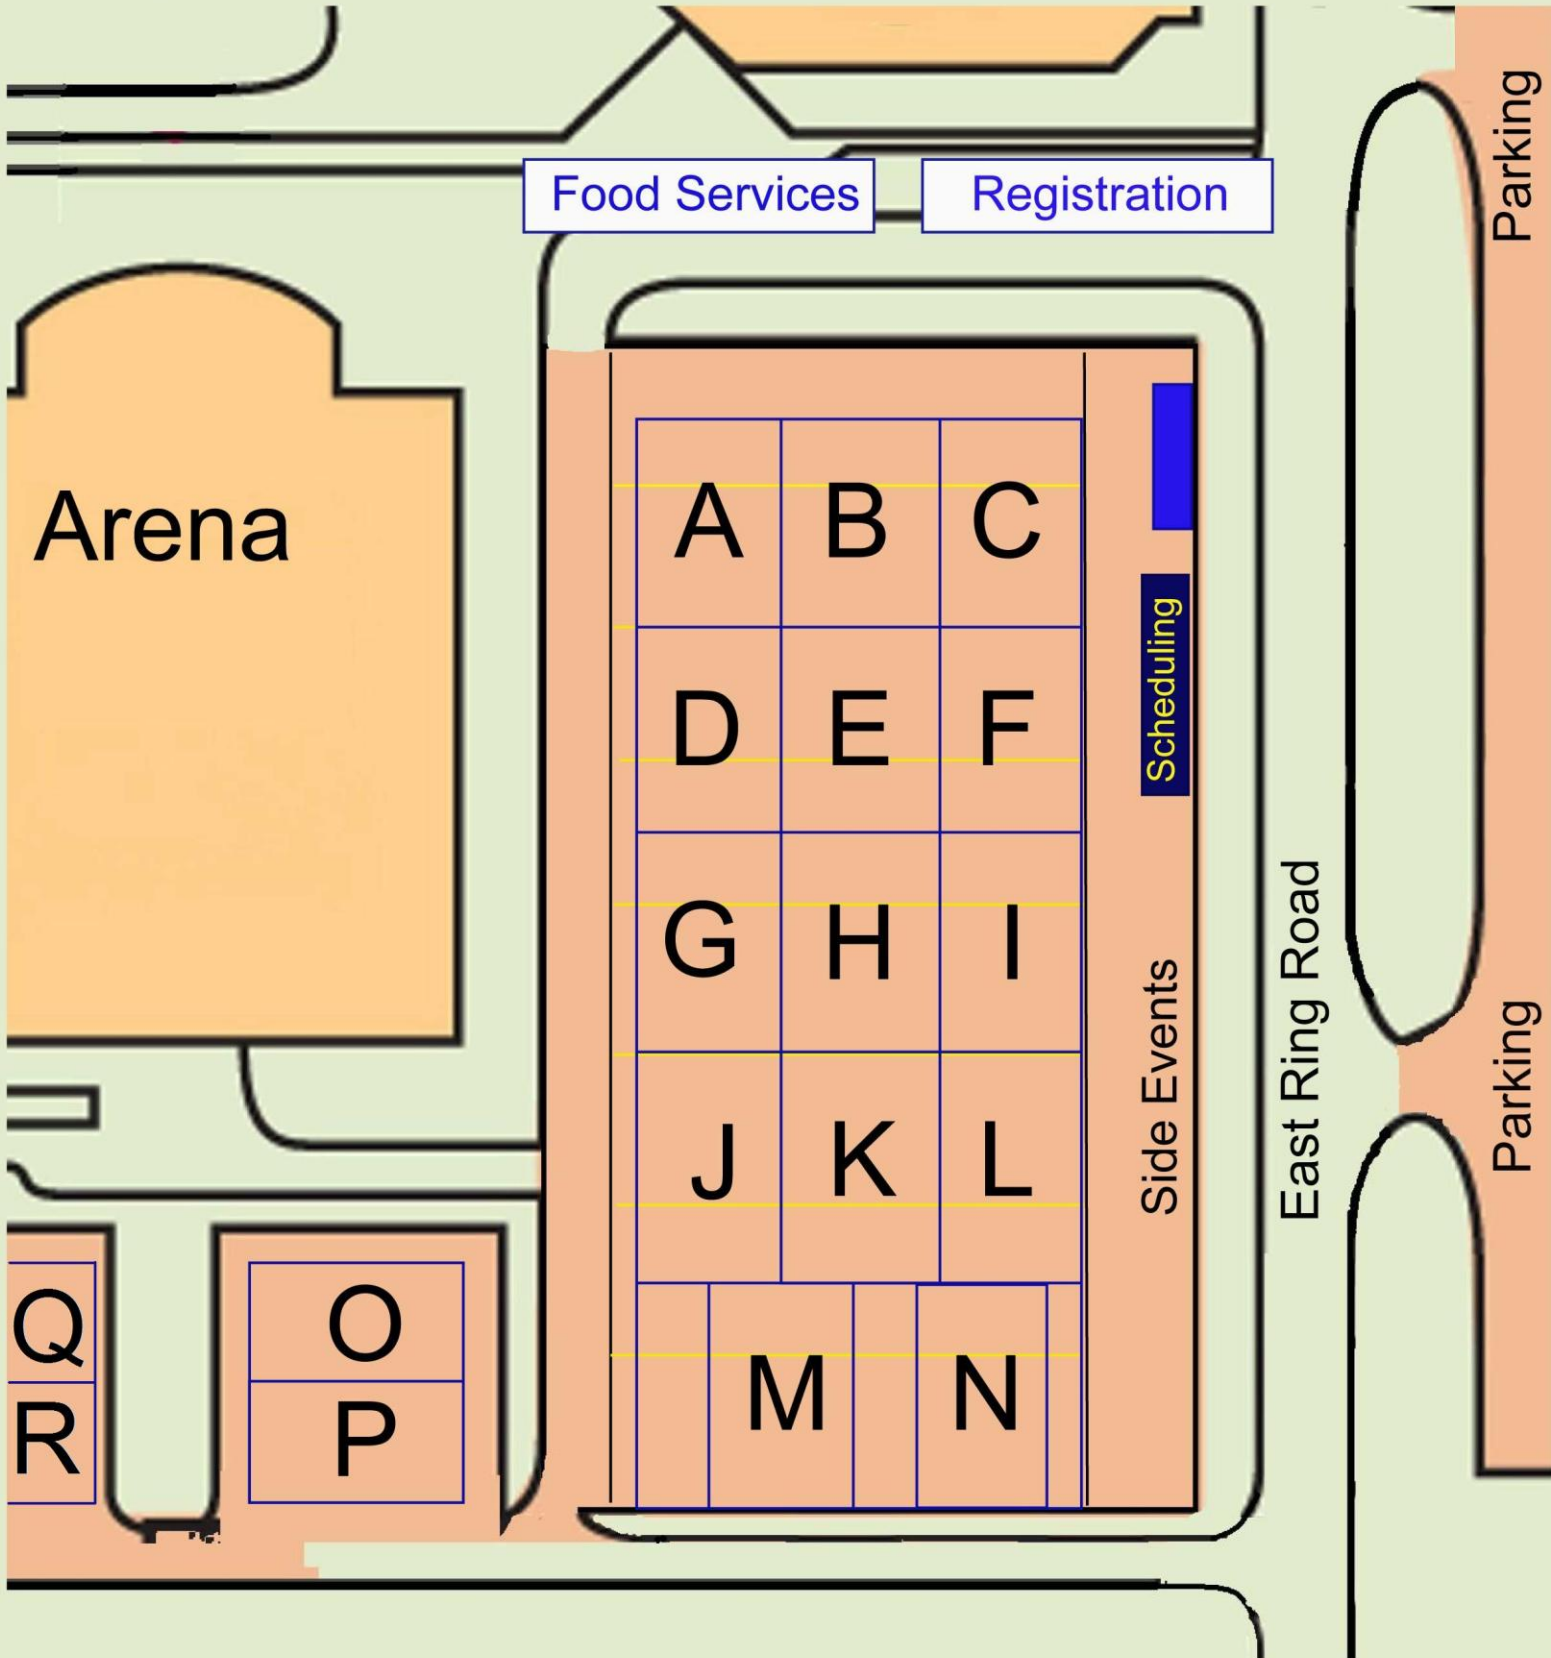 Parking
Food Services
Registration
Arena
A B C
Scheduling
D E F
East Ring Road
G H I
Side Events
Parking
J K L
Q
O
M N
R
P